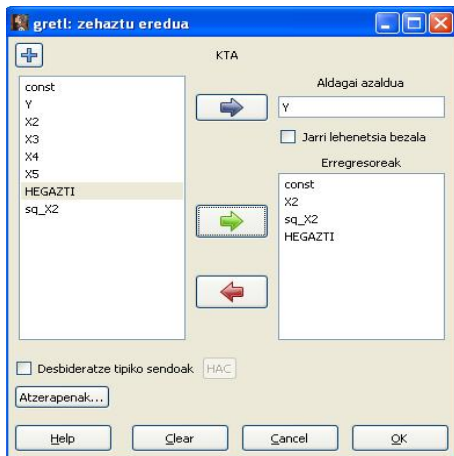 gretl: zehaztu eredua
KTA
const
Y
X2
X3
X4
X5
HEGAZTI
sq_X2
Aldagai azaldua
Y
Jarri lehenetsia bezala
Erregresoreak
const
X2
sq_X2
HEGAZTI
Desbideratze tipiko sendoak HAC
Atzerapenak...
Help Clear Cancel OK